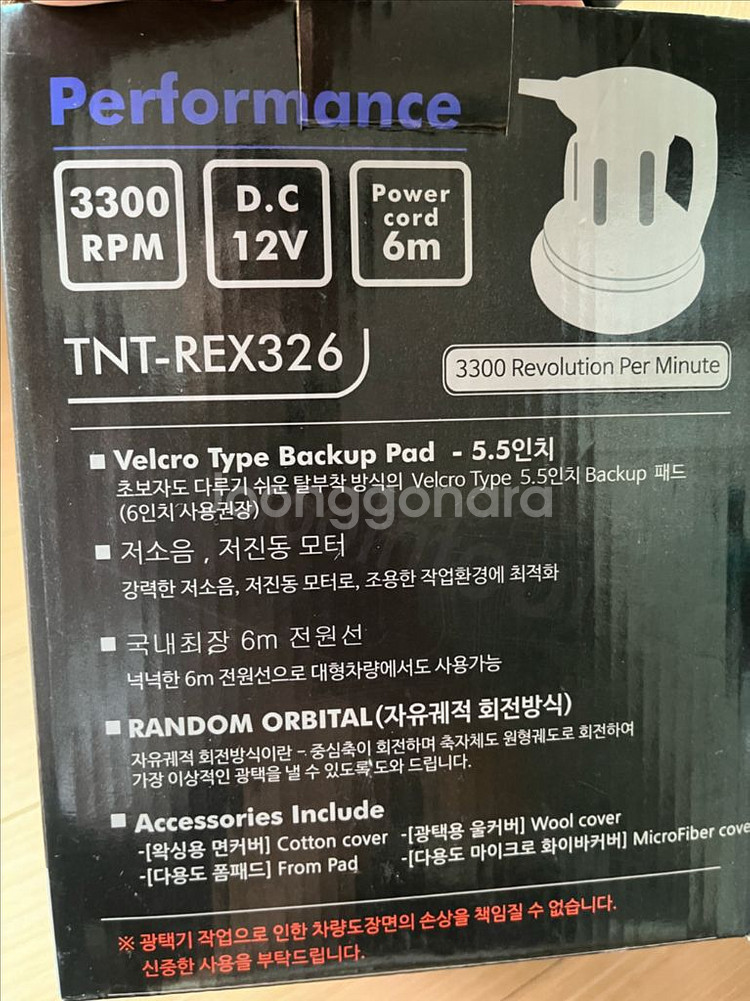 Performance
3300
RPM
D.C
12V
Power
cord
6m
TNT-REX326
3300 Revolution Per Minute
■ Velcro Type Backup Pad - 5.5인치
초보자도 다루기 쉬운 탈부착 방식의 Velcro Type 5.5인치 Backup 패드
(6인치 사용권장)
joonggonara
■ 저소음 , 저진동 모터
강력한 저소음, 저진동 모터로, 조용한 작업환경에 최적화
■ 국내최장 6m 전원선
넉넉한 6m 전원선으로 대형차량에서도 사용가능
■ RANDOM ORBITAL(자유궤적 회전방식)
자유궤적 회전방식이란 - 중심축이 회전하며 축자체도 원형궤도로 회전하여
가장 이상적인 광택을 낼 수 있도록 도와 드립니다.
■ Accessories Include
-[왁싱용 면커버] Cotton cover -[광택용 울커버] Wool cover
-[다용도 폼패드] From Pad -[다용도 마이크로 화이바커버] MicroFiber cove
※ 광택기 작업으로 인한 차량도장면의 손상을 책임질 수 없습니다.
신중한 사용을 부탁드립니다.